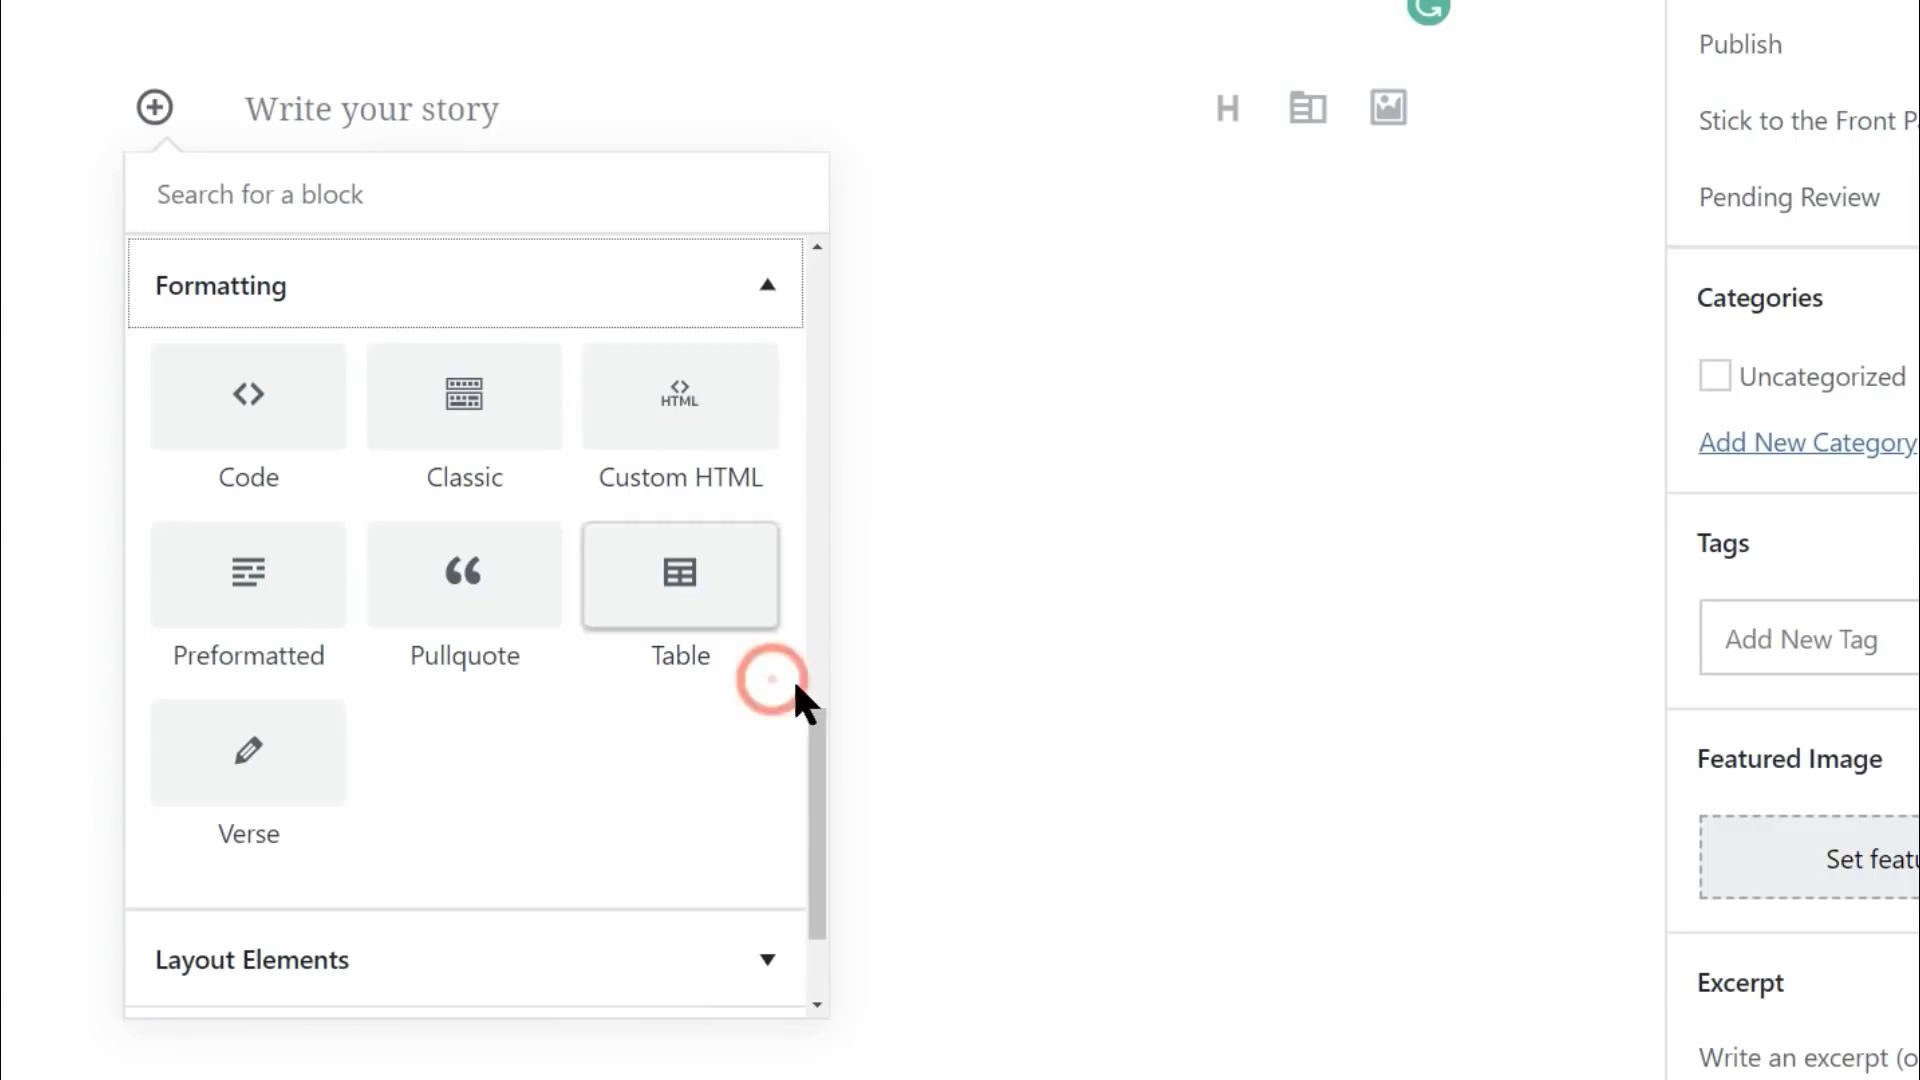 Publish
Stick to the Front P
Pending Review
Write your story
H
Search for a block
Formatting
Code
Classic
HTML
Custom HTML
Preformatted
Pullquote
Table
Verse
Layout Elements
Categories
Uncategorized
Add New Category
Tags
Add New Tag
Featured Image
Set featu
Excerpt
Write an excerpt (o